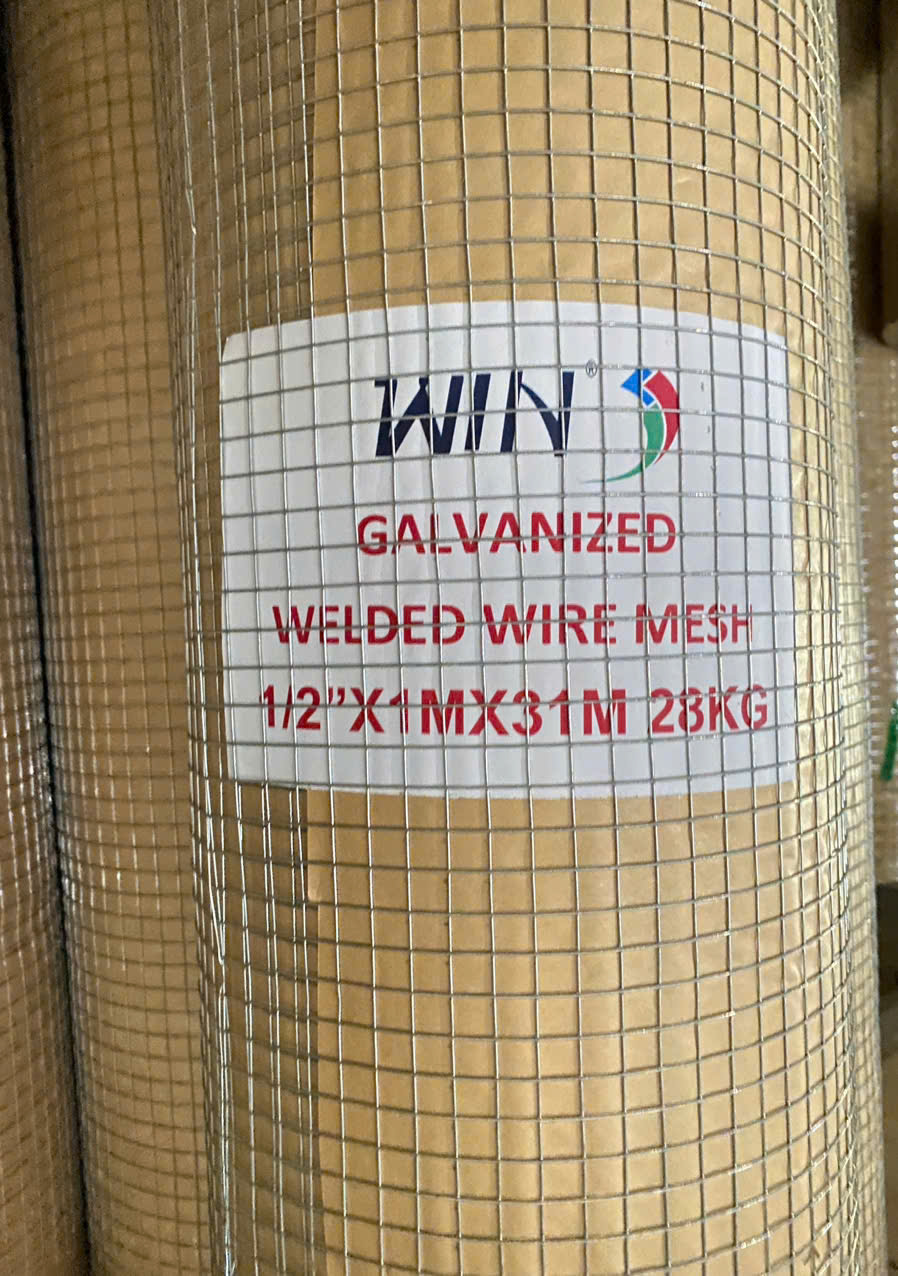 WIN®
GALVANIZED
WELDED WIRE MESH
1/2”X1MX31M 28KG